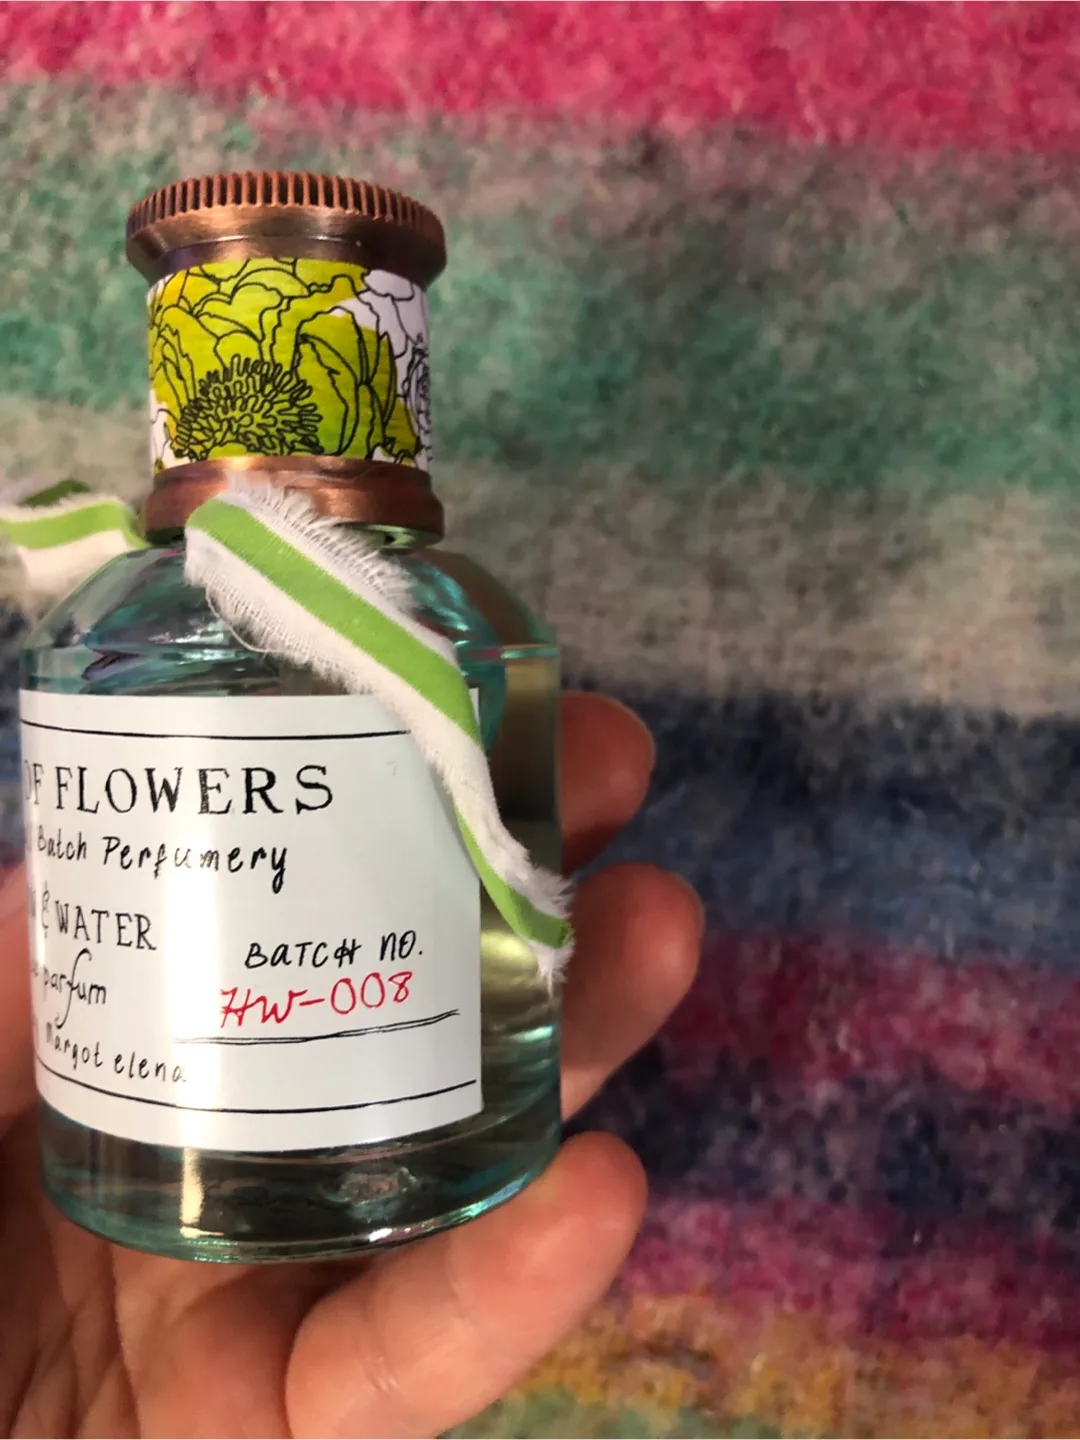 OF FLOWERS
Batch Perfumery
& WATER
parfum
BATCH NO.
HW-008
margot elena